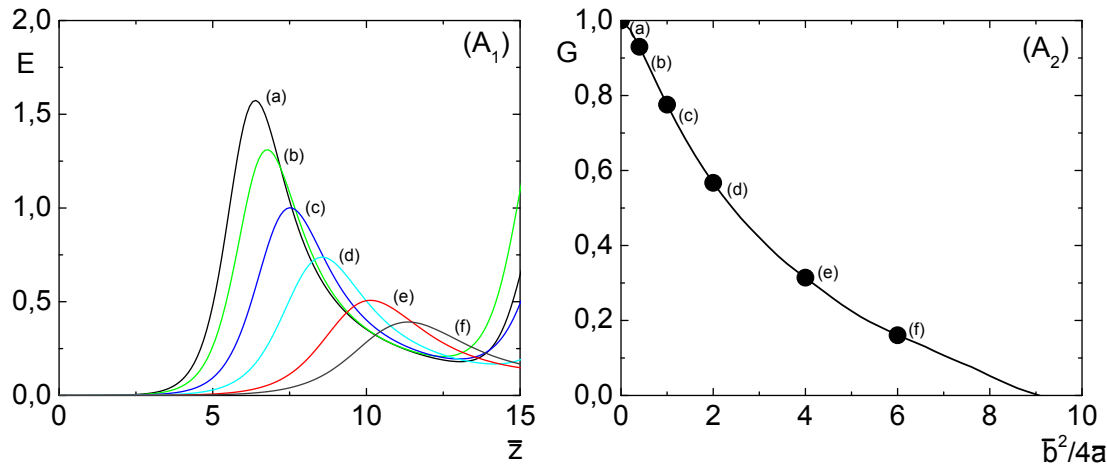 2,0
E
1,5
1,0
0,5
0,0
0
5
10
15
z̅
(A₁)
(a)
(b)
(c)
(d)
(e)
(f)
1,0
G
0,8
0,6
0,4
0,2
0,0
0
2
4
6
8
10
b̅²/4a̅
(A₂)
(a)
(b)
(c)
(d)
(e)
(f)